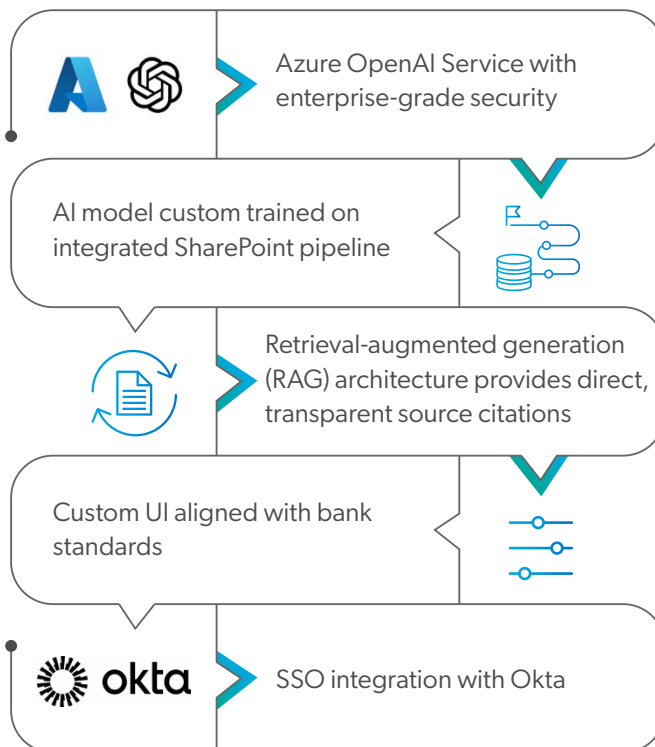 Azure OpenAI Service with
enterprise-grade security
AI model custom trained on
integrated SharePoint pipeline
Retrieval-augmented generation
(RAG) architecture provides direct,
transparent source citations
Custom UI aligned with bank
standards
okta
SSO integration with Okta